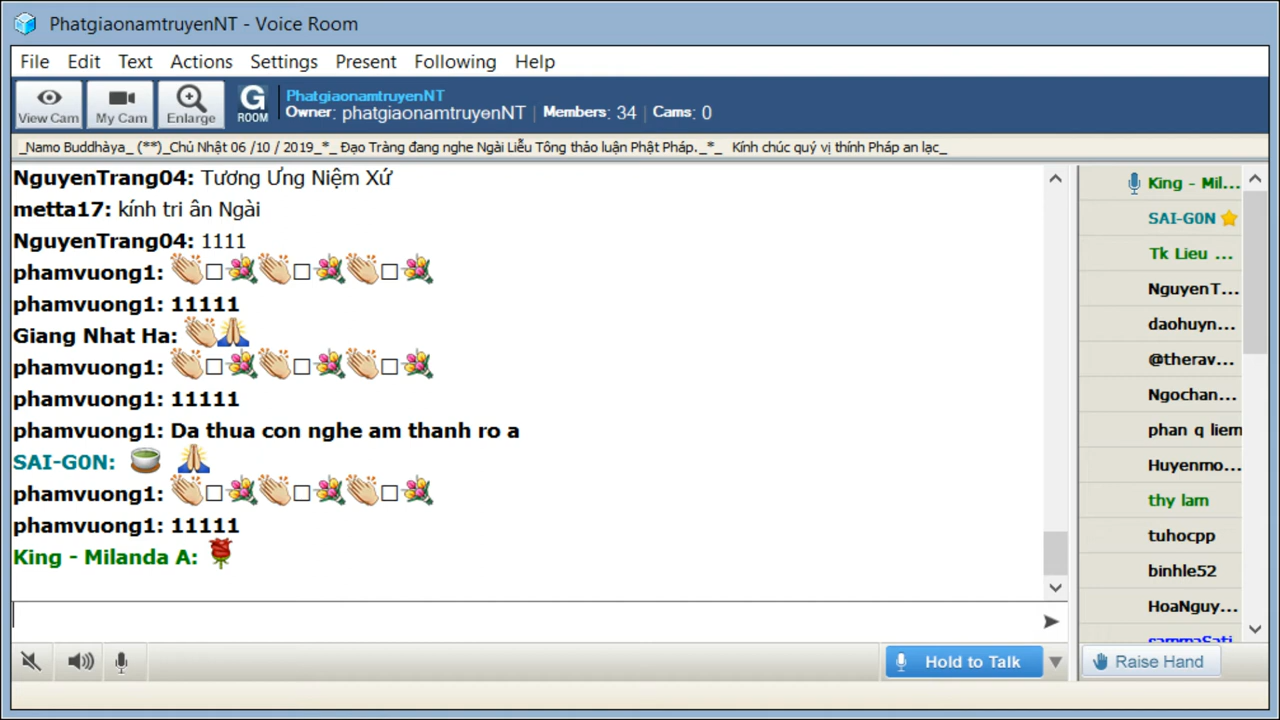 PhatgiaonamtruyenNT - Voice Room
File Edit Text Actions Settings Present Following Help
View Cam My Cam Enlarge G ROOM
PhatgiaonamtruyenNT
Owner: phatgiaonamtruyenNT | Members: 34 | Cams: 0
_Namo Buddhàya_ (**)_Chủ Nhật 06 /10 / 2019_*_ Đạo Tràng đang nghe Ngài Liễu Tông thảo luận Phật Pháp._*_ Kính chúc quý vị thính Pháp an lạc_
NguyenTrang04: Tương Ưng Niệm Xứ
metta17: kính tri ân Ngài
NguyenTrang04: 1111
phamvuong1: 👏□💐👏□💐👏□💐
phamvuong1: 11111
Giang Nhat Ha: 👏🙏
phamvuong1: 👏□💐👏□💐👏□💐
phamvuong1: 11111
phamvuong1: Da thua con nghe am thanh ro a
SAI-G0N: 🍵 🙏
phamvuong1: 👏□💐👏□💐👏□💐
phamvuong1: 11111
King - Milanda A: 🌹
King - Mil...
SAI-G0N
Tk Lieu ...
NguyenT...
daohuyn...
@therav...
Ngochan...
phan q liem
Huyenmo...
thy lam
tuhocpp
binhle52
HoaNguy...
sammaSati
Hold to Talk
Raise Hand